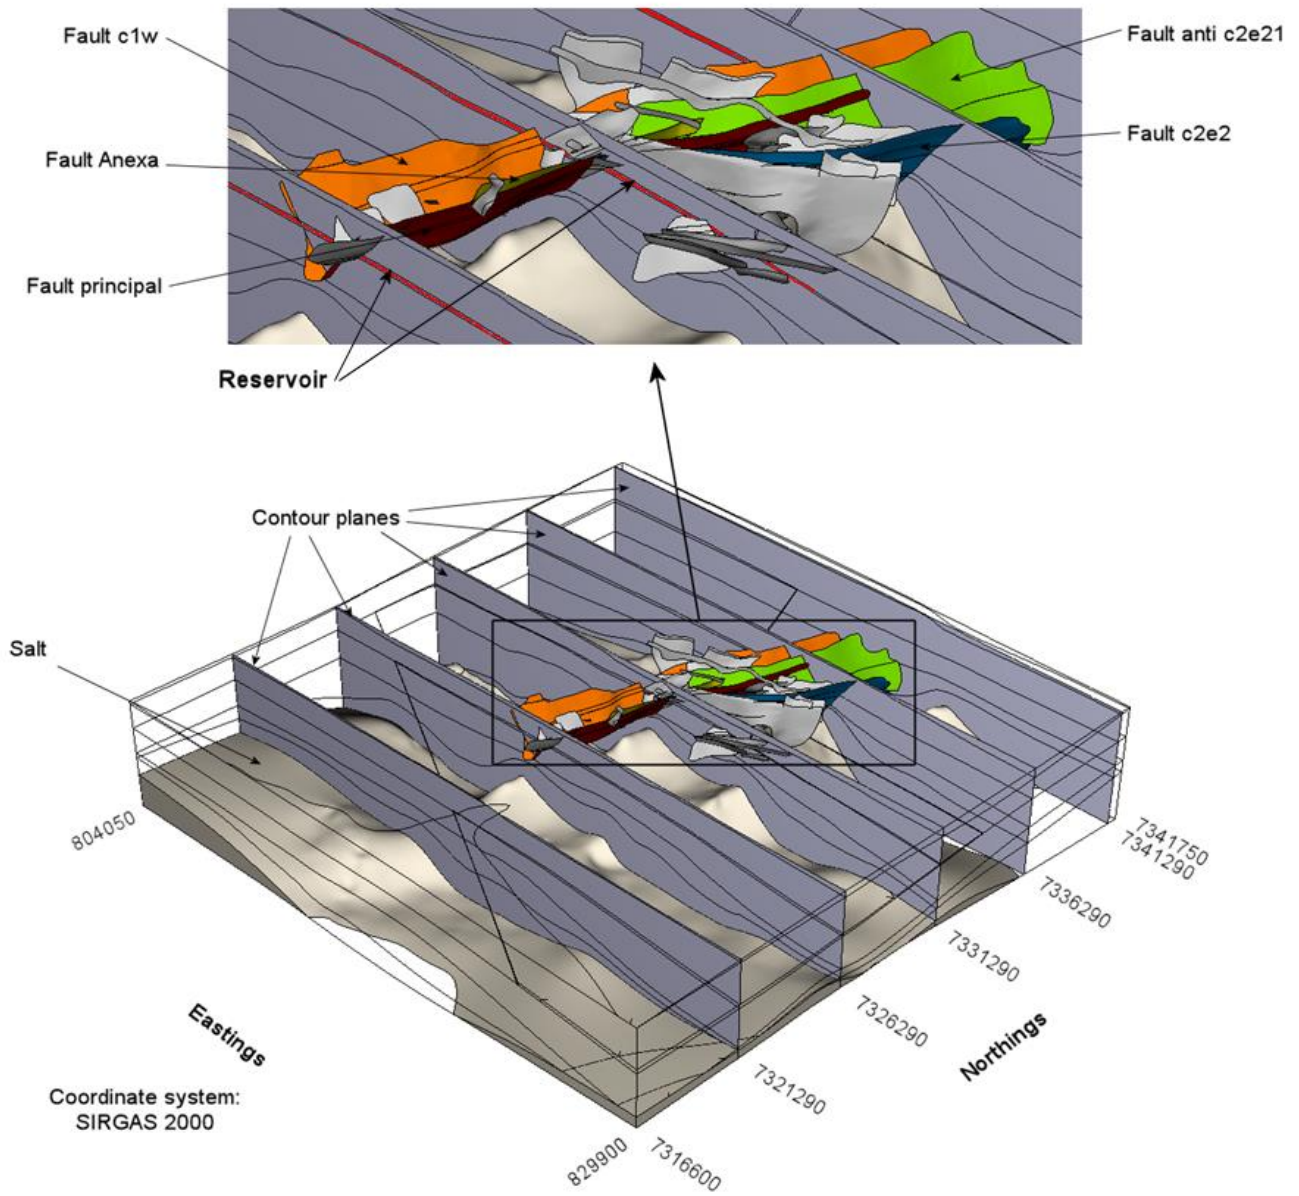 Fault c1w
Fault anti c2e21
Fault c2e2
Fault Anexa
Fault principal
Reservoir
Contour planes
Salt
804050
7341750
7341290
7336290
7331290
7326290
7321290
7316600
829900
Eastings
Northings
Coordinate system:
SIRGAS 2000